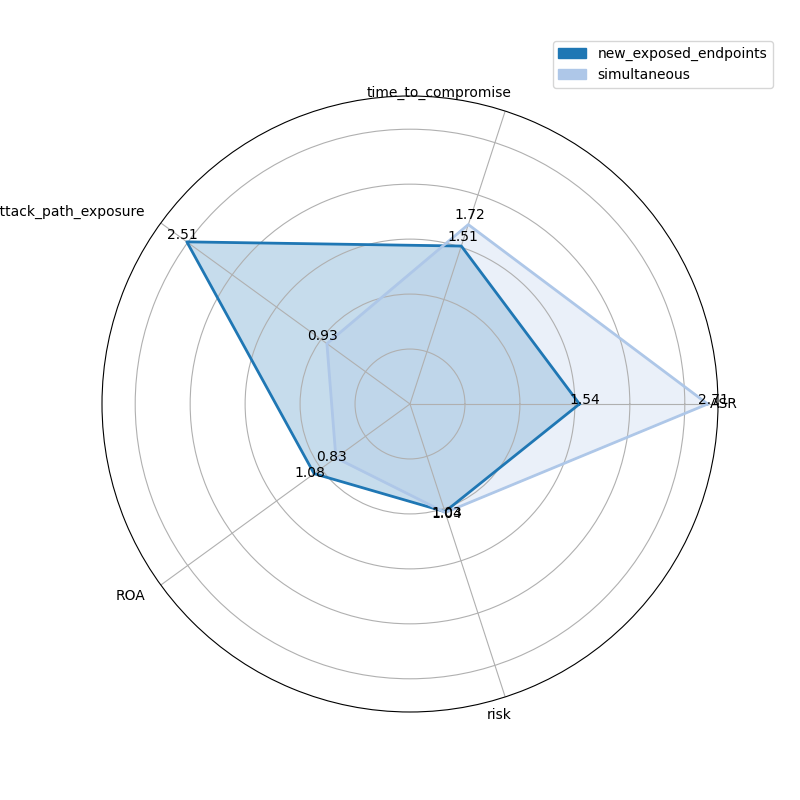 new_exposed_endpoints
simultaneous
time_to_compromise
ttack_path_exposure
2.51
1.72
1.51
0.93
1.54
ASR
0.83
1.08
ROA
risk